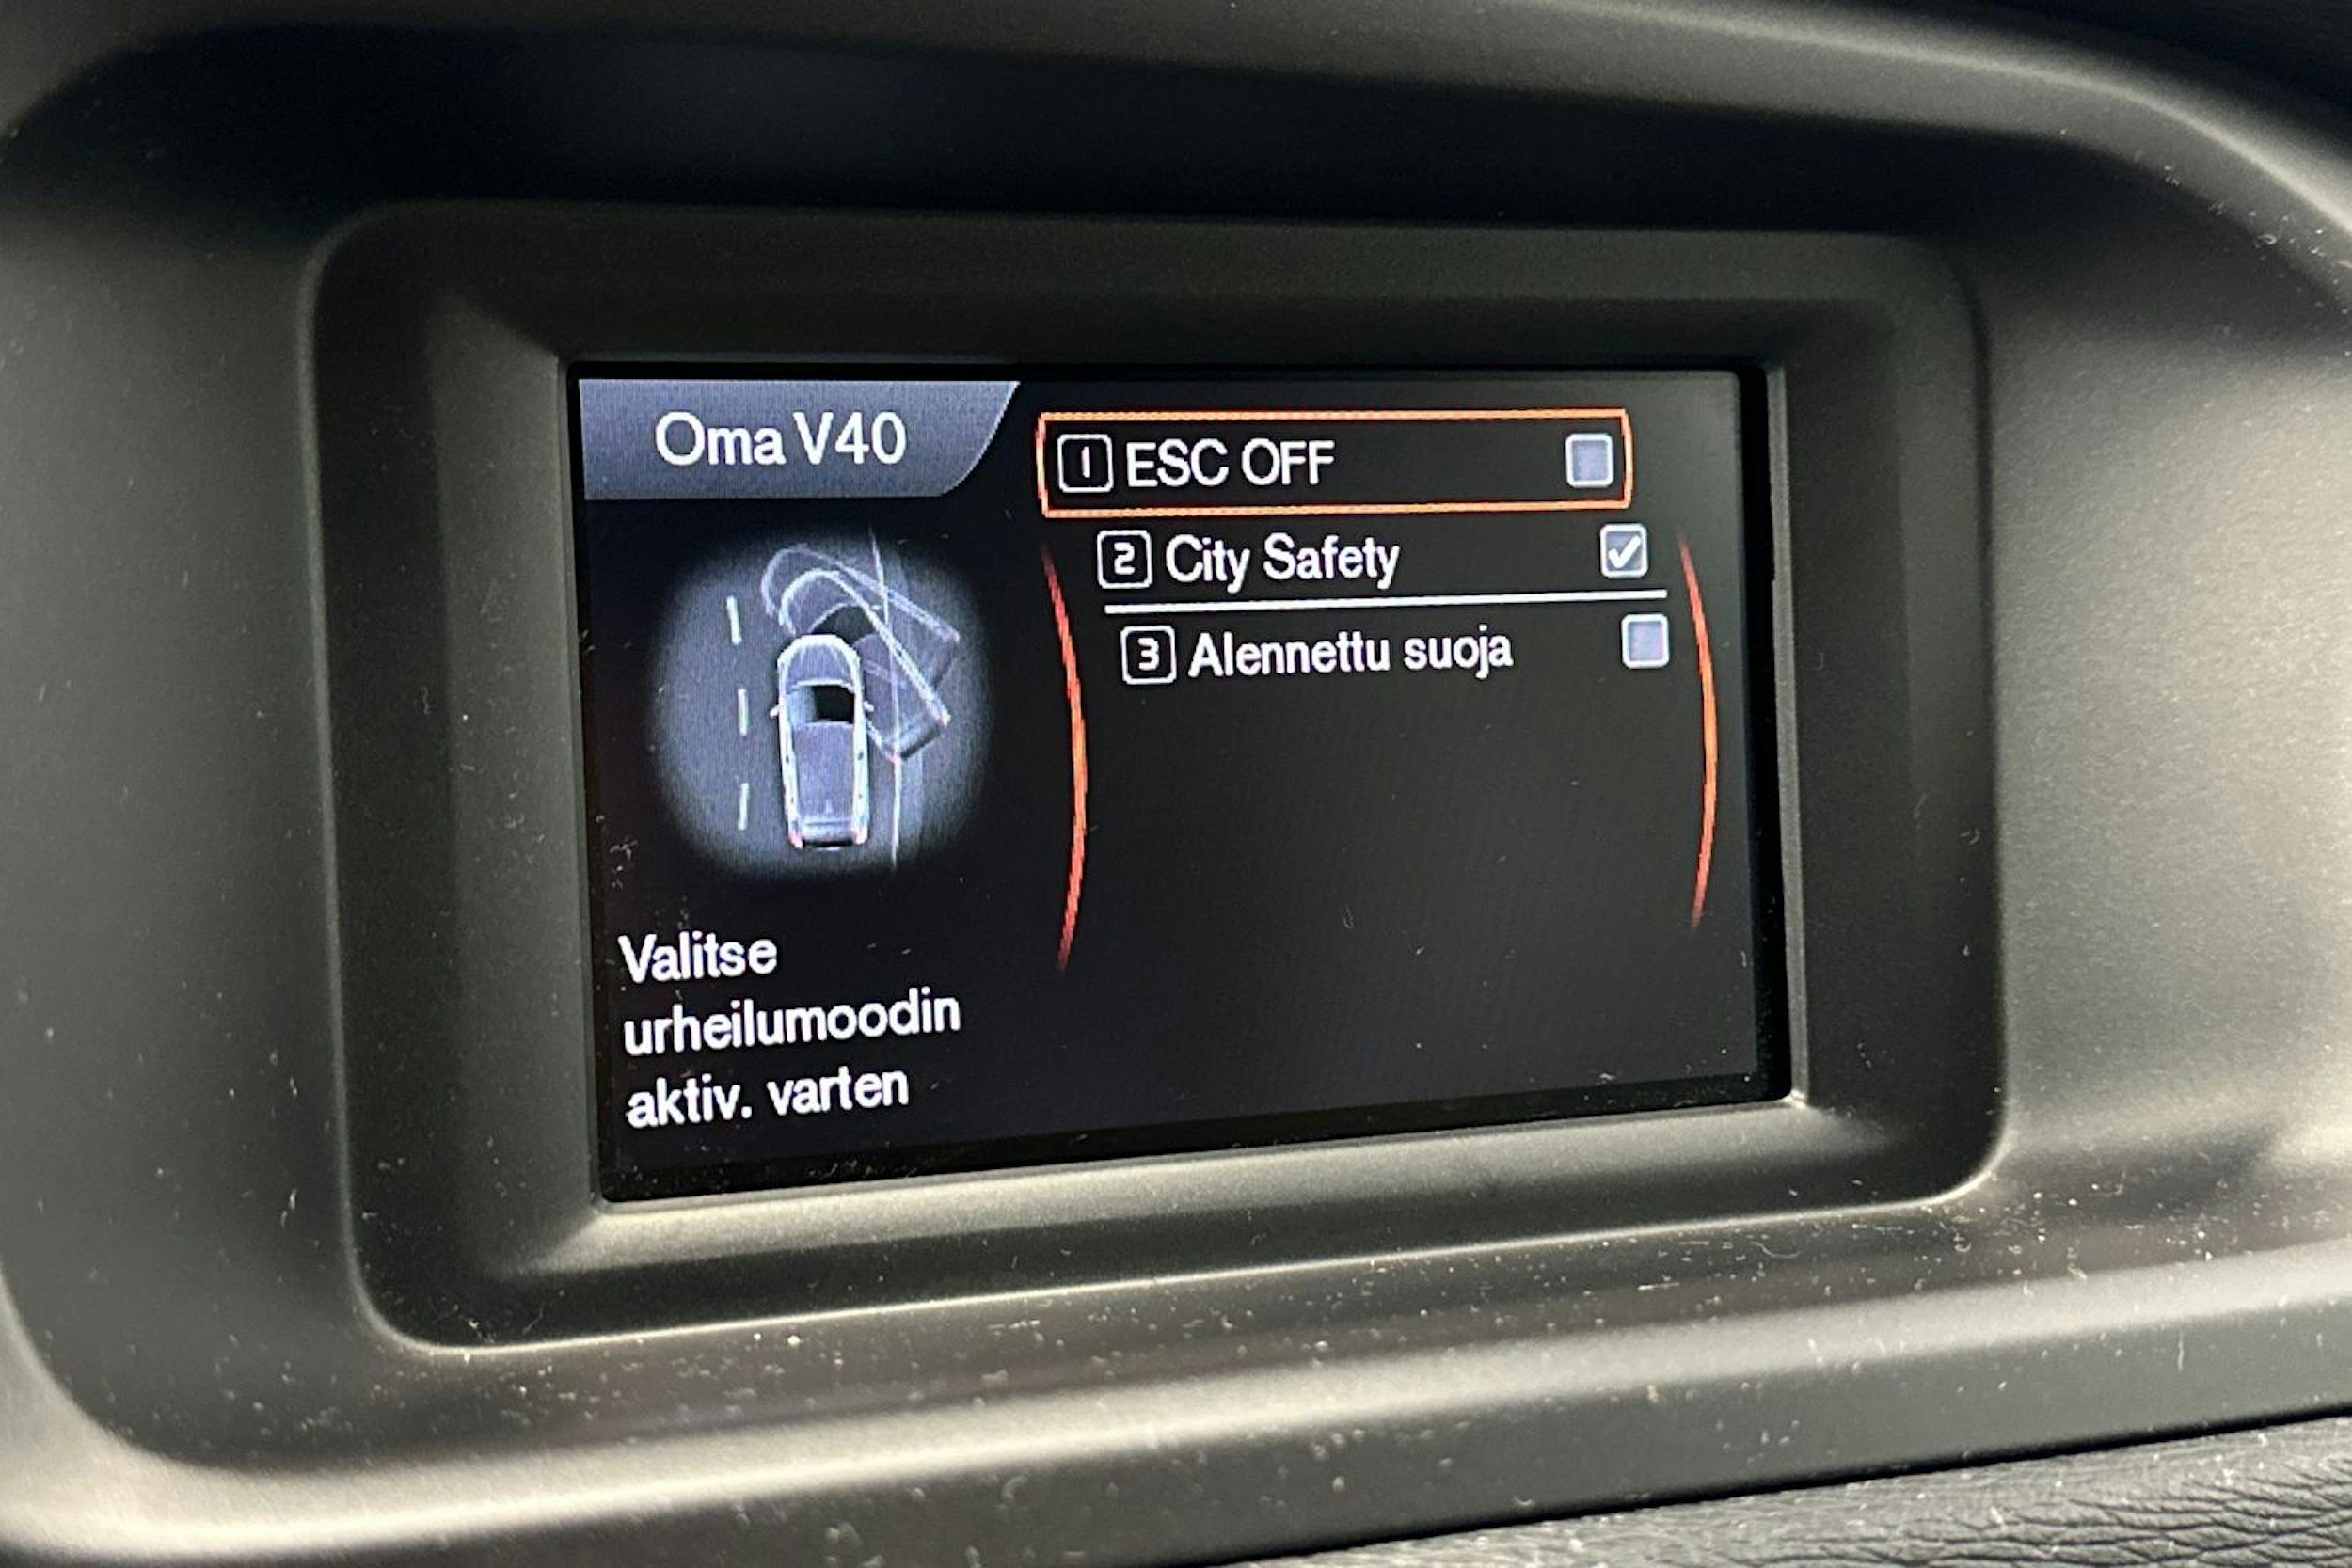 Oma V40
1 ESC OFF
2 City Safety
3 Alennettu suoja
Valitse
urheilumoodin
aktiv. varten